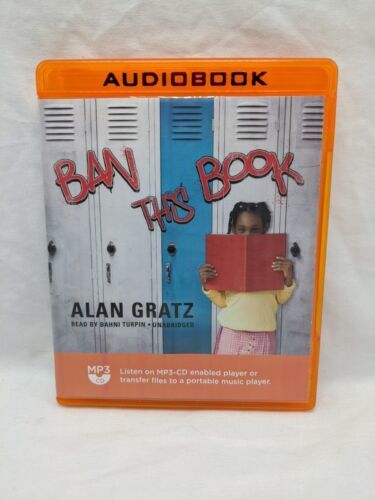 AUDIOBOOK
BAN THIS BOOK
ALAN GRATZ
READ BY BAHNI TURPIN • UNABRIDGED
MP3 CD
Listen on MP3-CD enabled player or
transfer files to a portable music player.